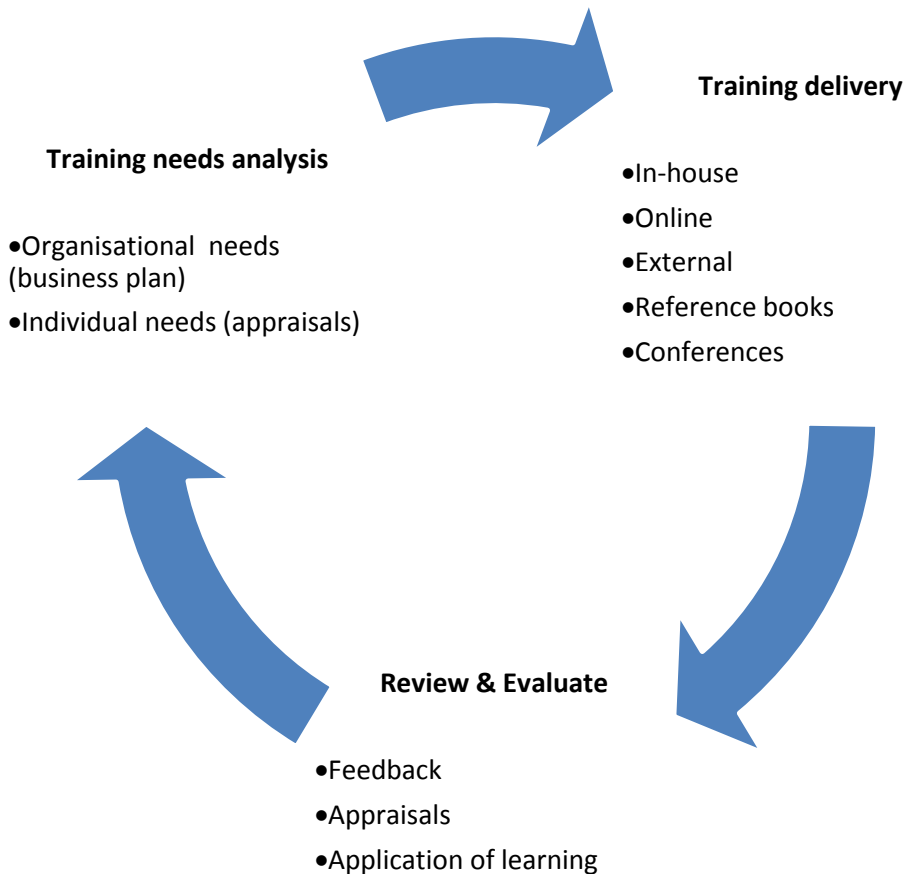 Training needs analysis
•Organisational needs
(business plan)
•Individual needs (appraisals)
Training delivery
•In-house
•Online
•External
•Reference books
•Conferences
Review & Evaluate
•Feedback
•Appraisals
•Application of learning